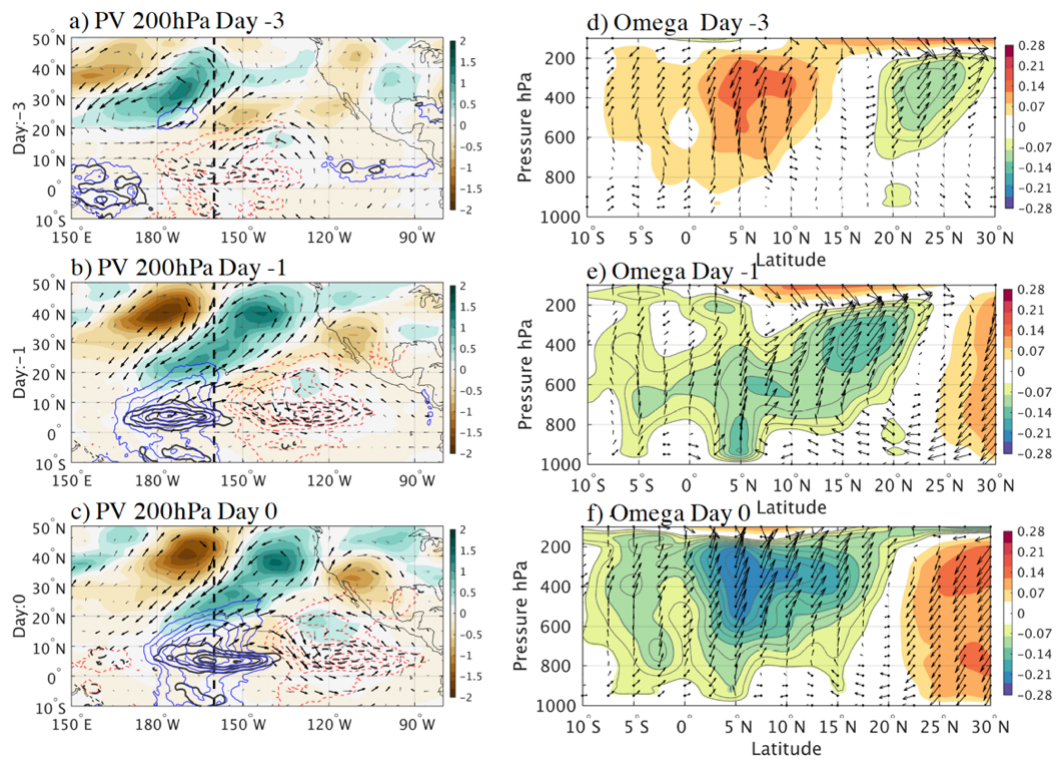 a) PV 200hPa Day -3
50°N
40°N
30°N
20°N
10°N
0°
10°S
150°E 180°W 150°W 120°W 90°W
Day:-3
2
1.5
1
0.5
0
-0.5
-1
-1.5
-2
d) Omega Day -3
200
400
600
800
1000
Pressure hPa
10°S 5°S 0° 5°N 10°N 15°N 20°N 25°N 30°N
Latitude
0.28
0.20
0.14
0.07
0
-0.07
-0.14
-0.20
-0.28
b) PV 200hPa Day -1
50°N
40°N
30°N
20°N
10°N
0°
10°S
150°E 180°W 150°W 120°W 90°W
Day:-1
2
1.5
1
0.5
0
-0.5
-1
-1.5
-2
e) Omega Day -1
200
400
600
800
1000
Pressure hPa
10°S 5°S 0° 5°N 10°N 15°N 20°N 25°N 30°N
Latitude
0.28
0.20
0.14
0.07
0
-0.07
-0.14
-0.20
-0.28
c) PV 200hPa Day 0
50°N
40°N
30°N
20°N
10°N
0°
10°S
150°E 180°W 150°W 120°W 90°W
Day:0
2
1.5
1
0.5
0
-0.5
-1
-1.5
-2
f) Omega Day 0
200
400
600
800
1000
Pressure hPa
10°S 5°S 0° 5°N 10°N 15°N 20°N 25°N 30°N
Latitude
0.28
0.20
0.14
0.07
0
-0.07
-0.14
-0.20
-0.28